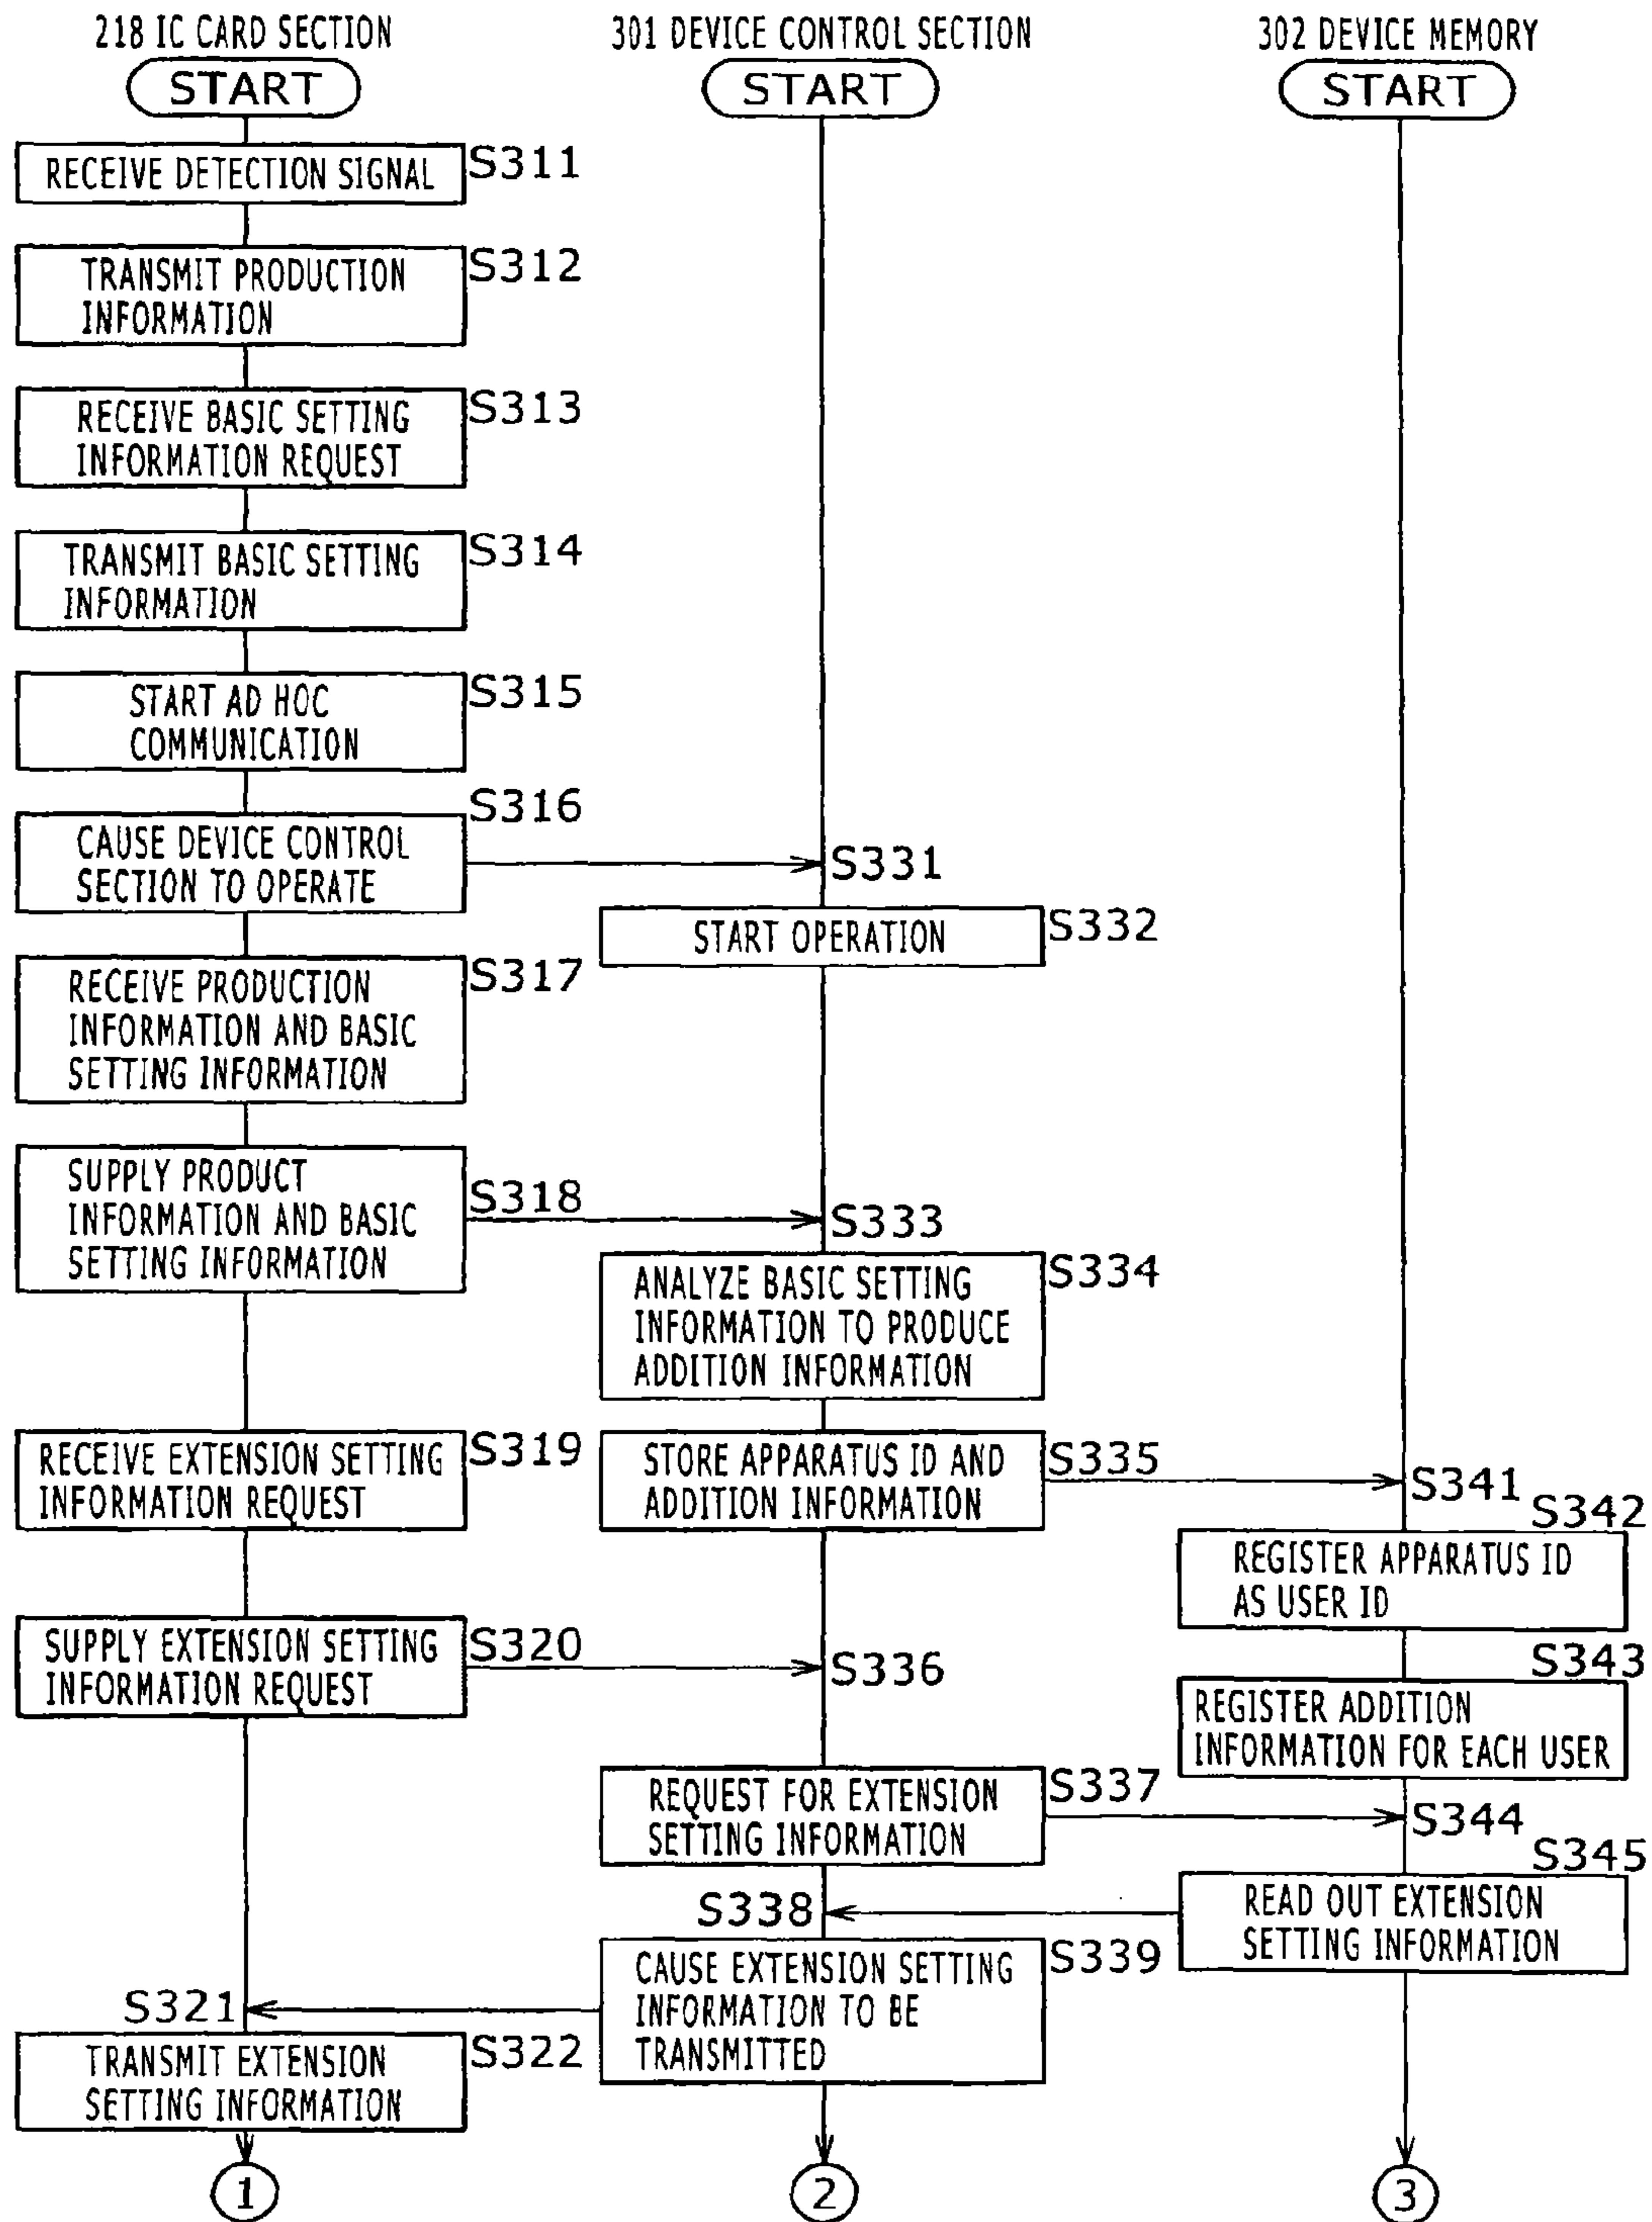 218 IC CARD SECTION
301 DEVICE CONTROL SECTION
302 DEVICE MEMORY
START
START
START
RECEIVE DETECTION SIGNAL
S311
TRANSMIT PRODUCTION
INFORMATION
S312
RECEIVE BASIC SETTING
INFORMATION REQUEST
S313
TRANSMIT BASIC SETTING
INFORMATION
S314
START AD HOC
COMMUNICATION
S315
CAUSE DEVICE CONTROL
SECTION TO OPERATE
S316
S331
START OPERATION
S332
RECEIVE PRODUCTION
INFORMATION AND BASIC
SETTING INFORMATION
S317
SUPPLY PRODUCT
INFORMATION AND BASIC
SETTING INFORMATION
S318
S333
ANALYZE BASIC SETTING
INFORMATION TO PRODUCE
ADDITION INFORMATION
S334
RECEIVE EXTENSION SETTING
INFORMATION REQUEST
S319
STORE APPARATUS ID AND
ADDITION INFORMATION
S335
S341
S342
REGISTER APPARATUS ID
AS USER ID
SUPPLY EXTENSION SETTING
INFORMATION REQUEST
S320
S336
S343
REGISTER ADDITION
INFORMATION FOR EACH USER
REQUEST FOR EXTENSION
SETTING INFORMATION
S337
S344
S345
READ OUT EXTENSION
SETTING INFORMATION
S338
CAUSE EXTENSION SETTING
INFORMATION TO BE
TRANSMITTED
S339
S321
TRANSMIT EXTENSION
SETTING INFORMATION
S322
1
2
3